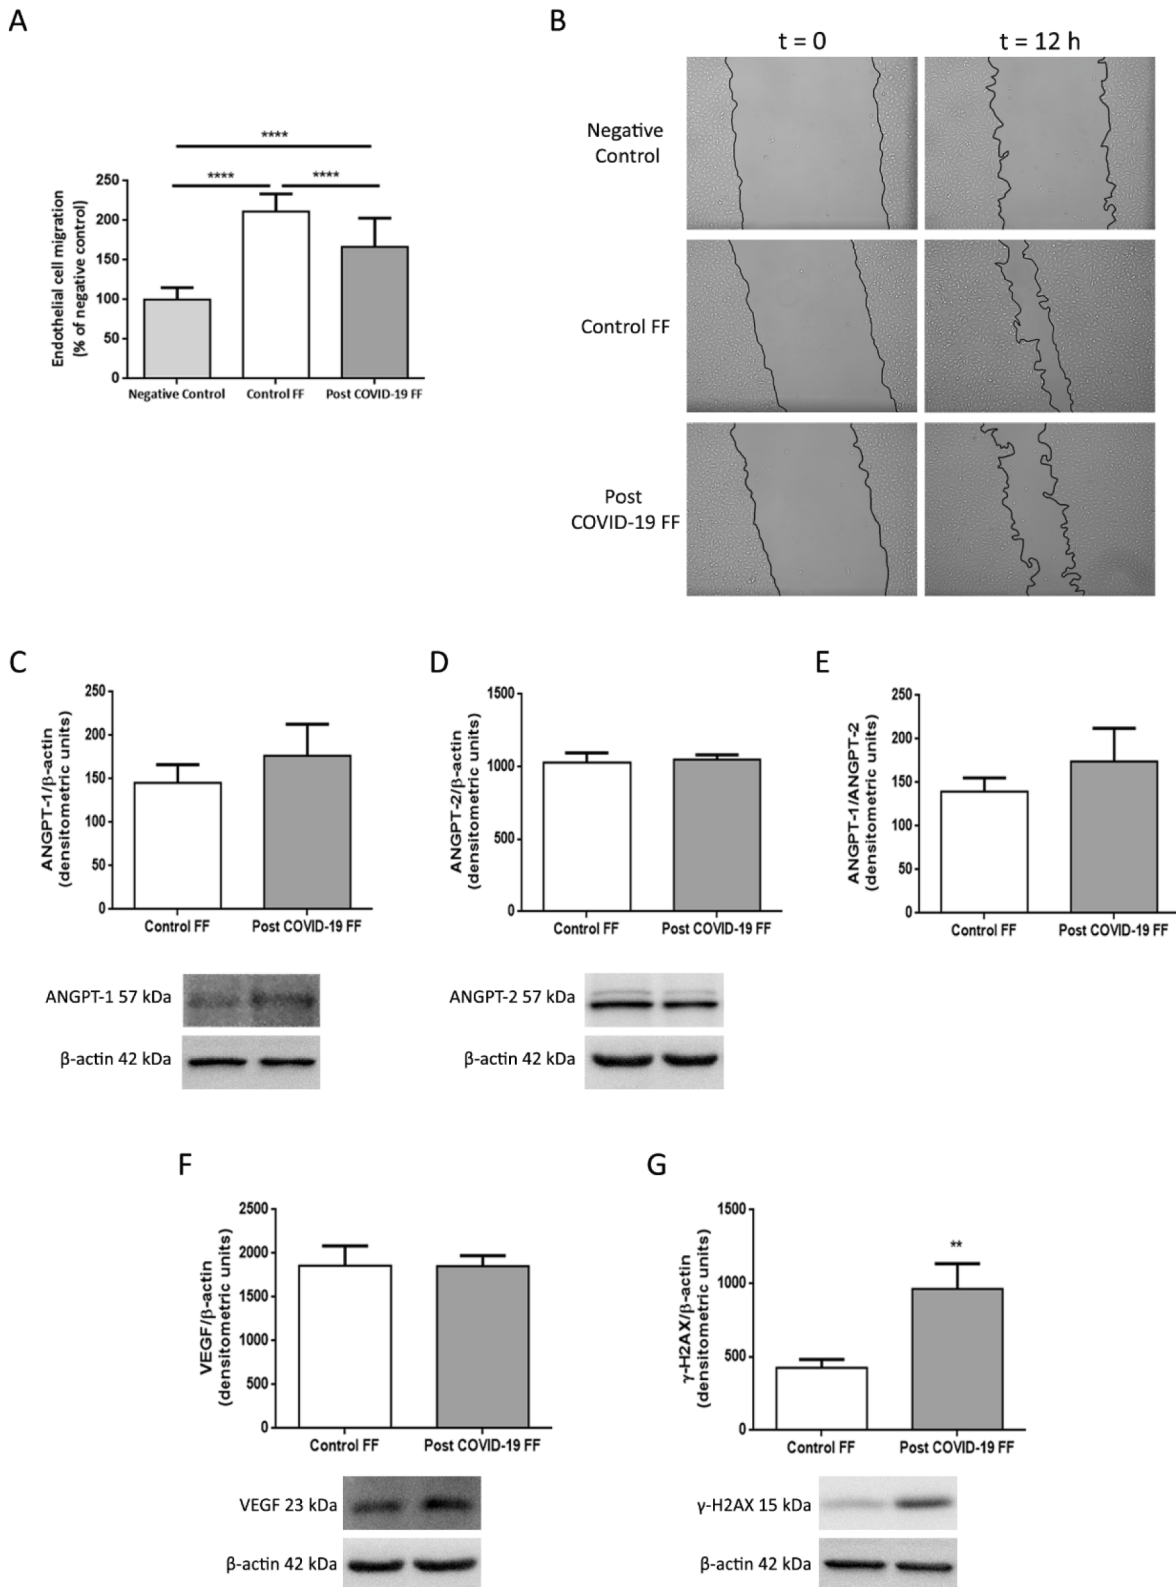 A
****
****
****
Endothelial cell migration
(% of negative control)
250
200
150
100
50
0
Negative Control
Control FF
Post COVID-19 FF
B
t = 0
t = 12 h
Negative
Control
Control FF
Post
COVID-19 FF
C
ANGPT-1/β-actin
(densitometric units)
250
200
150
100
50
0
Control FF
Post COVID-19 FF
ANGPT-1 57 kDa
β-actin 42 kDa
D
ANGPT-2/β-actin
(densitometric units)
1500
1000
500
0
Control FF
Post COVID-19 FF
ANGPT-2 57 kDa
β-actin 42 kDa
E
ANGPT-1/ANGPT-2
(densitometric units)
250
200
150
100
50
0
Control FF
Post COVID-19 FF
F
VEGF/β-actin
(densitometric units)
2500
2000
1500
1000
500
0
Control FF
Post COVID-19 FF
VEGF 23 kDa
β-actin 42 kDa
G
γ-H2AX/β-actin
(densitometric units)
1500
1000
500
0
**
Control FF
Post COVID-19 FF
γ-H2AX 15 kDa
β-actin 42 kDa